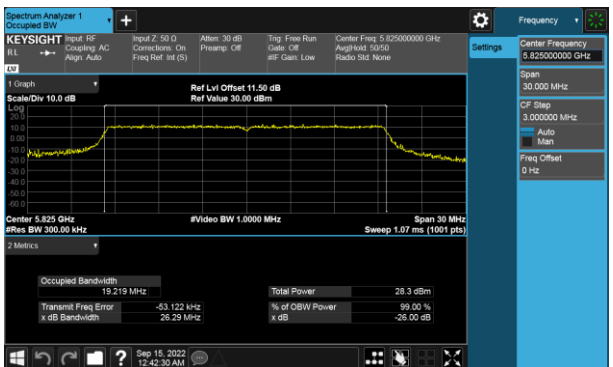 Spectrum Analyzer 1
Occupied BW
KEYSIGHT
Input: RF
Coupling: AC
Align: Auto
Input Z: 50 Ω
Corrections: On
Freq Ref: Int (S)
Atten: 30 dB
Preamp: Off
Trig: Free Run
Gate: Off
#IF Gain: Low
Center Freq: 5.825000000 GHz
Avg|Hold: 50/50
Radio Std: None
RL
1 Graph
Scale/Div 10.0 dB
Ref Lvl Offset 11.50 dB
Ref Value 30.00 dBm
Log
20.0
10.0
0.00
-10.0
-20.0
-30.0
-40.0
-50.0
-60.0
Center 5.825 GHz
#Res BW 300.00 kHz
#Video BW 1.0000 MHz
Span 30 MHz
Sweep 1.07 ms (1001 pts)
2 Metrics
Occupied Bandwidth
19.219 MHz
Total Power 28.3 dBm
Transmit Freq Error -53.122 kHz
% of OBW Power 99.00 %
x dB Bandwidth 26.29 MHz
x dB -26.00 dB
Sep 15, 2022
12:42:30 AM
Frequency
Settings
Center Frequency
5.825000000 GHz
Span
30.000 MHz
CF Step
3.000000 MHz
Auto
Man
Freq Offset
0 Hz